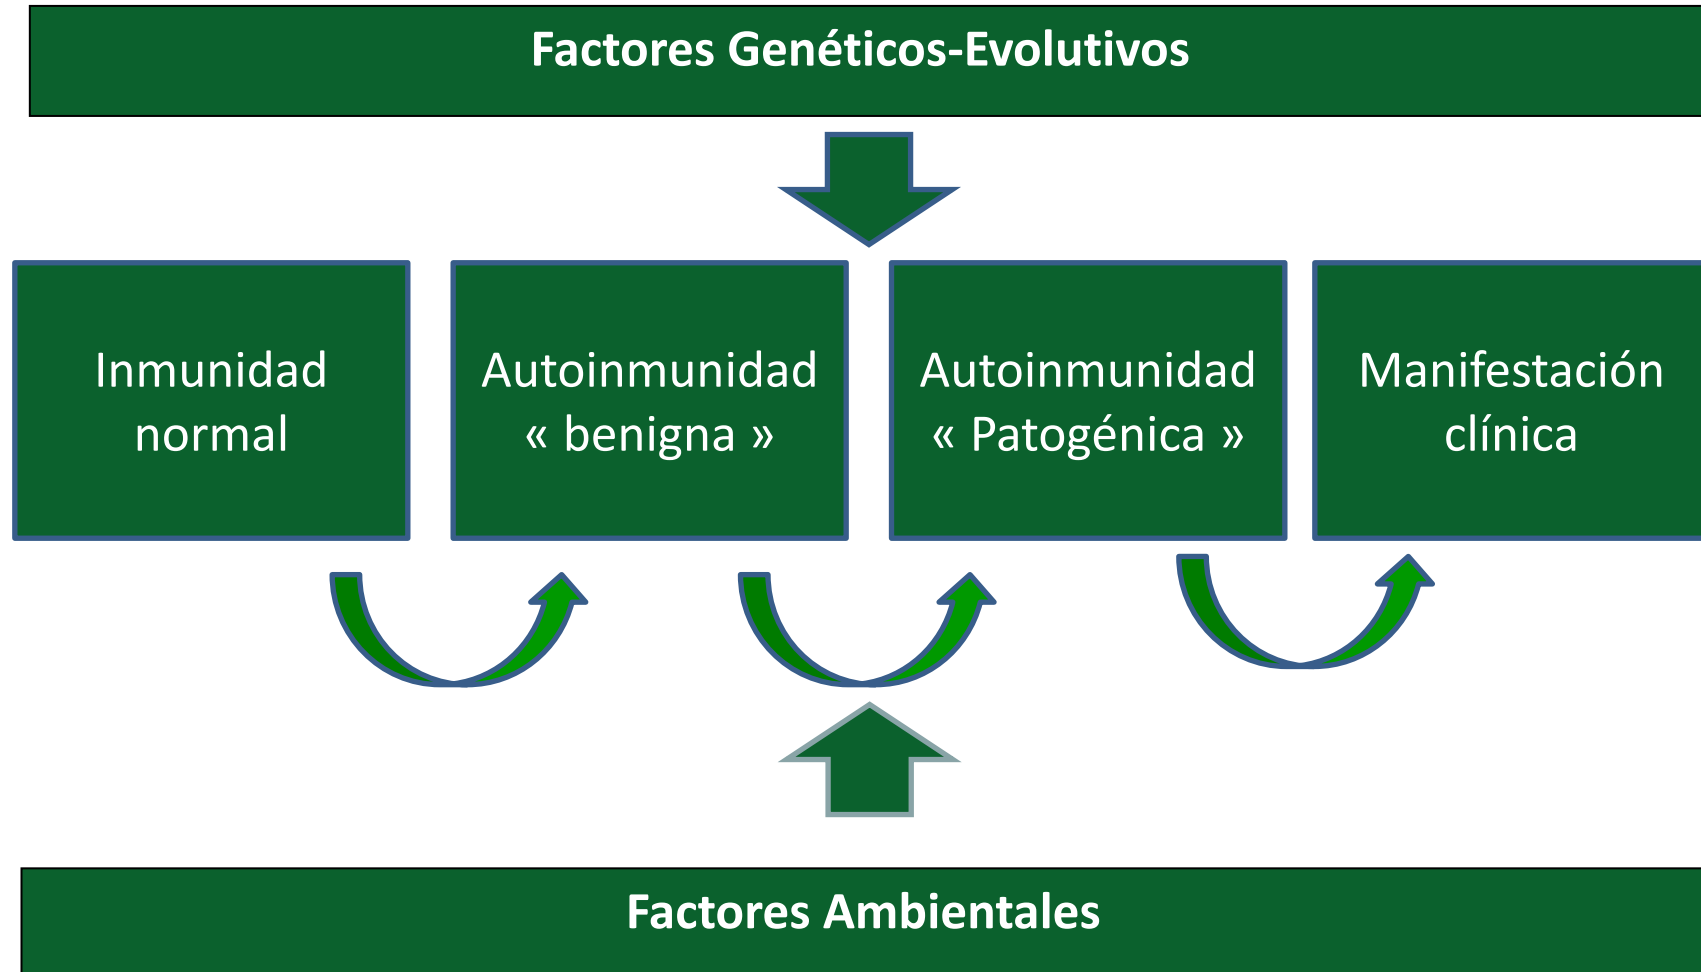 Factores Genéticos-Evolutivos
Inmunidad
normal
Autoinmunidad
« benigna »
Autoinmunidad
« Patogénica »
Manifestación
clínica
Factores Ambientales